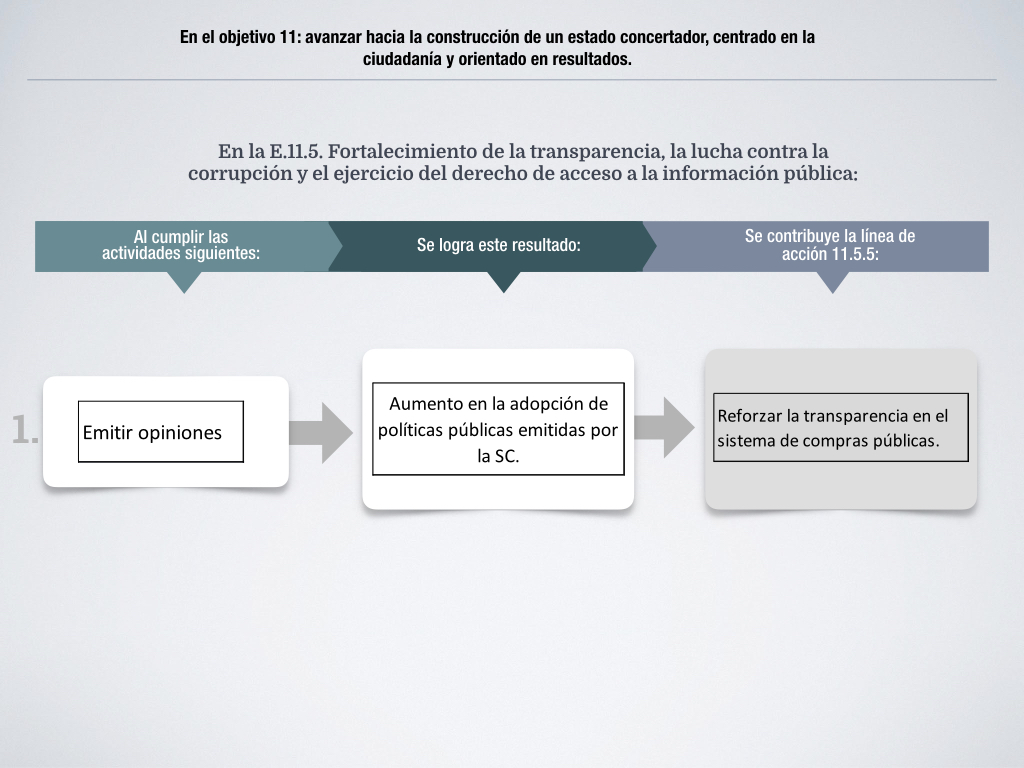 En el objetivo 11: avanzar hacia la construcción de un estado concertador, centrado en la
ciudadanía y orientado en resultados.
En la E.11.5. Fortalecimiento de la transparencia, la lucha contra la
corrupción y el ejercicio del derecho de acceso a la información pública:
Al cumplir las
actividades siguientes:
Se logra este resultado:
Se contribuye la línea de
acción 11.5.5:
1.
Emitir opiniones
Aumento en la adopción de
políticas públicas emitidas por
la SC.
Reforzar la transparencia en el
sistema de compras públicas.